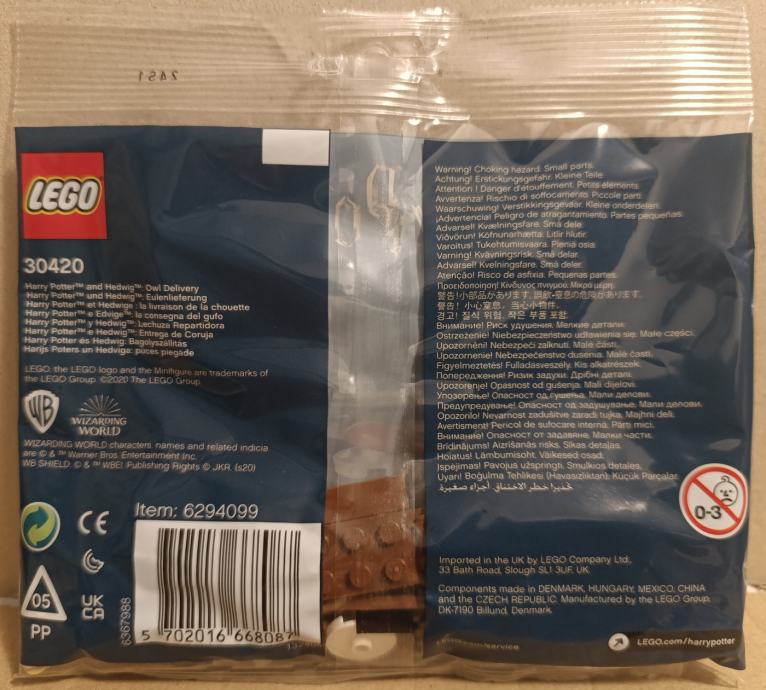 LEGO
30420
Harry Potter™ and Hedwig™: Owl Delivery
Harry Potter™ und Hedwig™: Eulenlieferung
Harry Potter™ et Hedwige : la livraison de la chouette
Harry Potter™ e Edvige™: la consegna del gufo
Harry Potter™ y Hedwig™: Lechuza Repartidora
Harry Potter™ e Hedwig™: Entrega de Coruja
Harry Potter és Hedwig: Bagolyszállítás
Harijs Poters un Hedviga: pūces piegāde
LEGO, the LEGO logo and the Minifigure are trademarks of
the LEGO Group. ©2020 The LEGO Group.
WB
WIZARDING
WORLD
WIZARDING WORLD characters, names and related indicia
are © & ™ Warner Bros. Entertainment Inc.
WB SHIELD: © & ™ WBEI. Publishing Rights © JKR. (s20)
Item: 6294099
CE
05
PP
UK
CA
6367988
5 702016 668087
Warning! Choking hazard. Small parts.
Achtung! Erstickungsgefahr. Kleine Teile.
Attention ! Danger d'étouffement. Petits éléments.
Avvertenza! Rischio di soffocamento. Piccole parti.
Waarschuwing! Verstikkingsgevaar. Kleine onderdelen.
¡Advertencia! Peligro de atragantamiento. Partes pequeñas.
Advarsel! Kvælningsfare. Små dele.
Viðvörun! Köfnunarhætta. Litlir hlutir.
Varoitus! Tukehtumisvaara. Pieniä osia.
Varning! Kvävningsrisk. Små delar.
Advarsel! Kvelningsfare. Små deler.
Atenção! Risco de asfixia. Pequenas partes.
Προειδοποίηση! Κίνδυνος πνιγμού. Μικρά μέρη.
警告!小部品があります。誤飲・窒息の危険があります。
警告! 小心窒息。当心小物件。
경고! 질식 위험. 작은 부품 포함.
Внимание! Риск удушения. Мелкие детали.
Ostrzeżenie! Niebezpieczeństwo udławienia się. Małe części.
Upozornění! Nebezpečí zalknutí. Malé části.
Upozornenie! Nebezpečenstvo dusenia. Malé časti.
Figyelmeztetés! Fulladásveszély. Kis alkatrészek.
Попередження! Ризик задухи. Дрібні деталі.
Upozorenje! Opasnost od gušenja. Mali dijelovi.
Упозорење! Опасност од гушења. Мали делови.
Предупредување! Опасност од задушување. Мали делови.
Opozorilo! Nevarnost zadušitve zaradi tujka. Majhni deli.
Avertisment! Pericol de sufocare internă. Părți mici.
Внимание! Опасност от задавяне. Малки части.
Brīdinājums! Aizrīšanās risks. Sīkas detaļas.
Hoiatus! Lämbumisoht. Väikesed osad.
Įspėjimas! Pavojus užspringti. Smulkios detalės.
Uyarı! Boğulma Tehlikesi (Havasızlıktan). Küçük Parçalar.
تحذير! خطر الاختناق. أجزاء صغيرة.
0-3
Imported in the UK by LEGO Company Ltd.,
33 Bath Road, Slough SL1 3UF, UK.
Components made in DENMARK, HUNGARY, MEXICO, CHINA
and the CZECH REPUBLIC. Manufactured by the LEGO Group,
DK-7190 Billund, Denmark.
LEGO.com/harrypotter